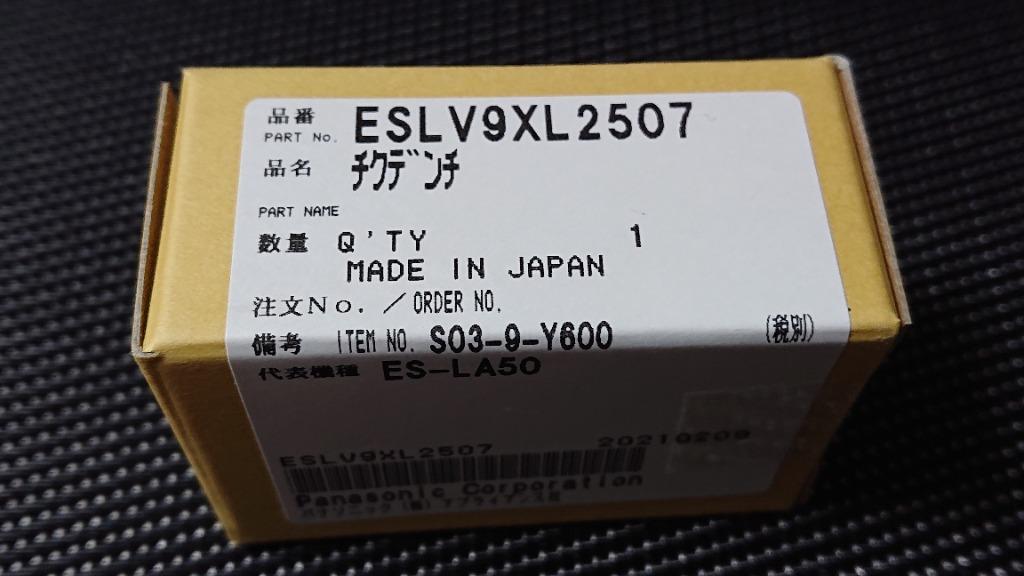 品番 ESLV9XL2507
PART No.
品名 ﾁｸﾃﾞﾝﾁ
PART NAME
数量 Q'TY 1
MADE IN JAPAN
注文No. ／ORDER NO.
備考 ITEM NO. S03-9-Y600 (税別)
代表機種 ES-LA50
ESLV9XL2507 20210209
Panasonic Corporation